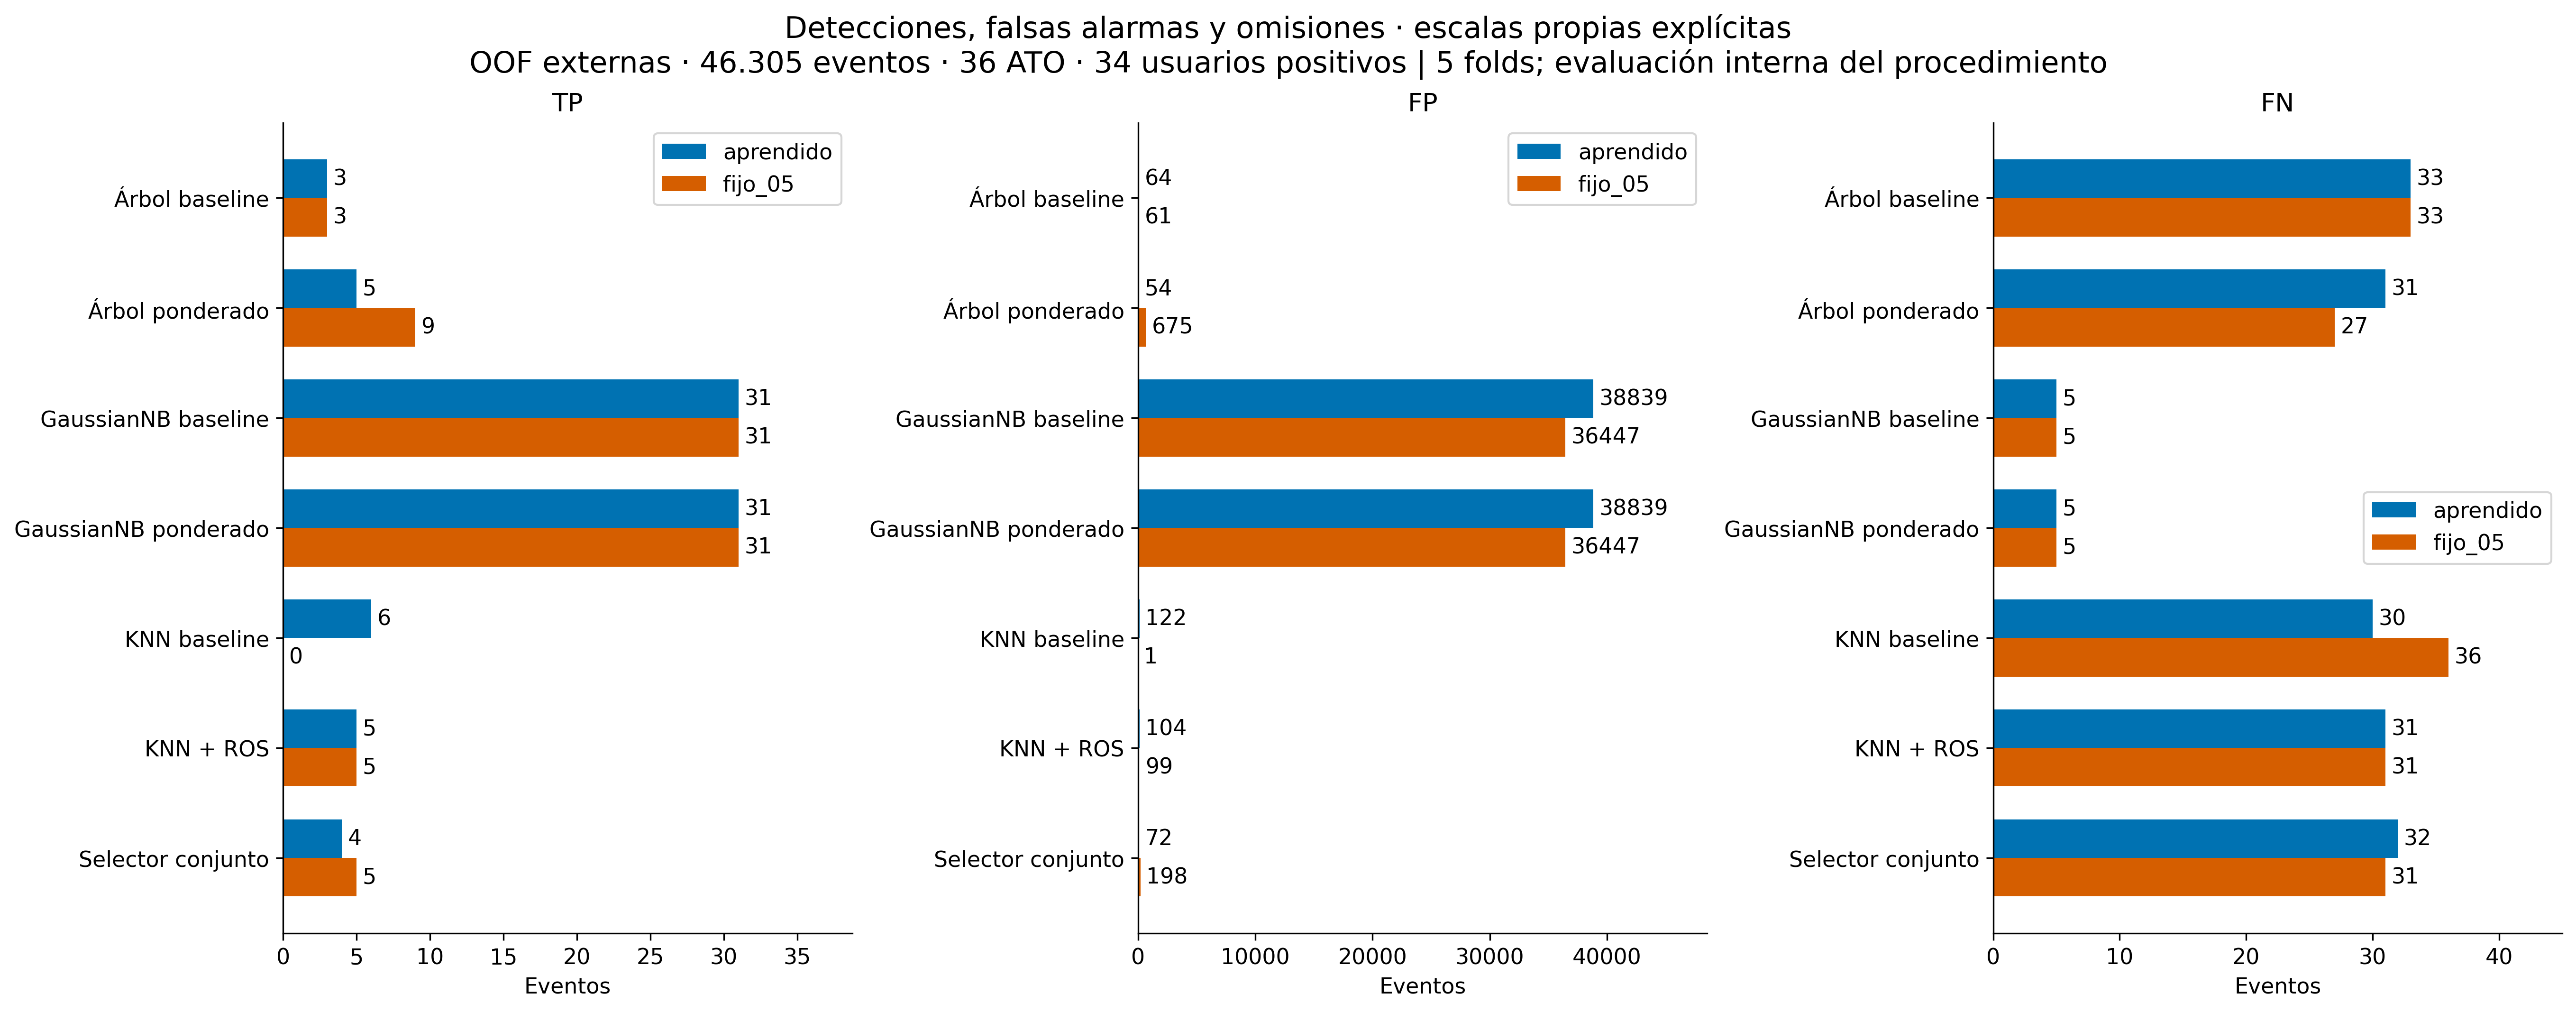 Detecciones, falsas alarmas y omisiones · escalas propias explícitas
OOF externas · 46.305 eventos · 36 ATO · 34 usuarios positivos | 5 folds; evaluación interna del procedimiento
TP
aprendido
fijo_05
Árbol baseline
3
3
Árbol ponderado
5
9
GaussianNB baseline
31
31
GaussianNB ponderado
31
31
KNN baseline
6
0
KNN + ROS
5
5
Selector conjunto
4
5
0 5 10 15 20 25 30 35
Eventos
FP
aprendido
fijo_05
Árbol baseline
64
61
Árbol ponderado
54
675
GaussianNB baseline
38839
36447
GaussianNB ponderado
38839
36447
KNN baseline
122
1
KNN + ROS
104
99
Selector conjunto
72
198
0 10000 20000 30000 40000
Eventos
FN
Árbol baseline
33
33
Árbol ponderado
31
27
GaussianNB baseline
5
5
GaussianNB ponderado
5
5
aprendido
fijo_05
KNN baseline
30
36
KNN + ROS
31
31
Selector conjunto
32
31
0 10 20 30 40
Eventos